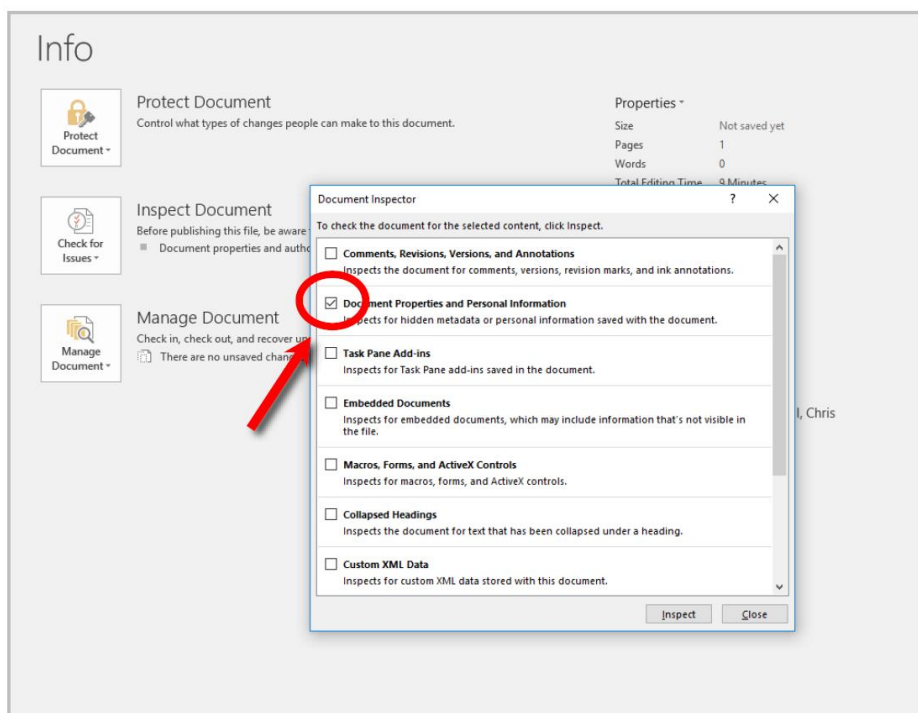 Info
Protect Document
Control what types of changes people can make to this document.
Protect
Document
Properties
Size Not saved yet
Pages 1
Words 0
Total Editing Time 9 Minutes
Inspect Document
Before publishing this file, be aware
Document properties and autho
Check for
Issues
Manage Document
Check in, check out, and recover un
There are no unsaved chang
Manage
Document
l, Chris
Document Inspector ? ×
To check the document for the selected content, click Inspect.
Comments, Revisions, Versions, and Annotations
Inspects the document for comments, versions, revision marks, and ink annotations.
Document Properties and Personal Information
Inspects for hidden metadata or personal information saved with the document.
Task Pane Add-ins
Inspects for Task Pane add-ins saved in the document.
Embedded Documents
Inspects for embedded documents, which may include information that's not visible in
the file.
Macros, Forms, and ActiveX Controls
Inspects for macros, forms, and ActiveX controls.
Collapsed Headings
Inspects the document for text that has been collapsed under a heading.
Custom XML Data
Inspects for custom XML data stored with this document.
Inspect Close